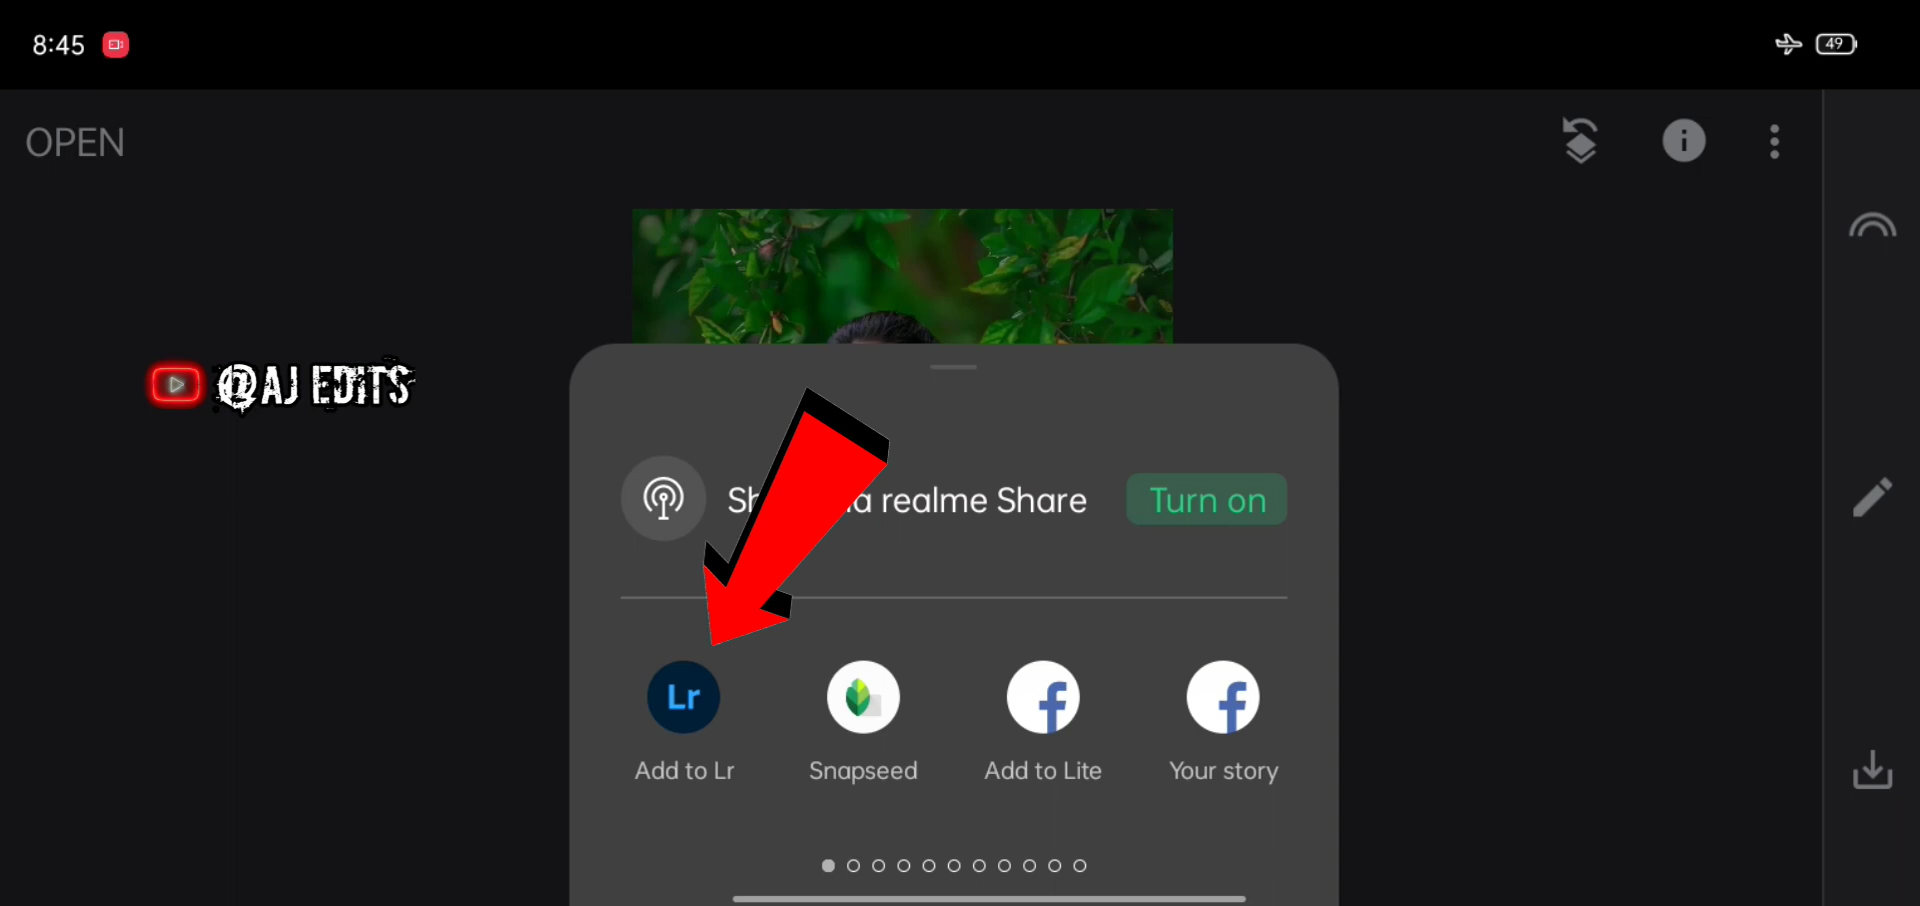 8:45
49
OPEN
@AJ EDITS
realme Share
Turn on
Lr
Add to Lr
Snapseed
Add to Lite
Your story